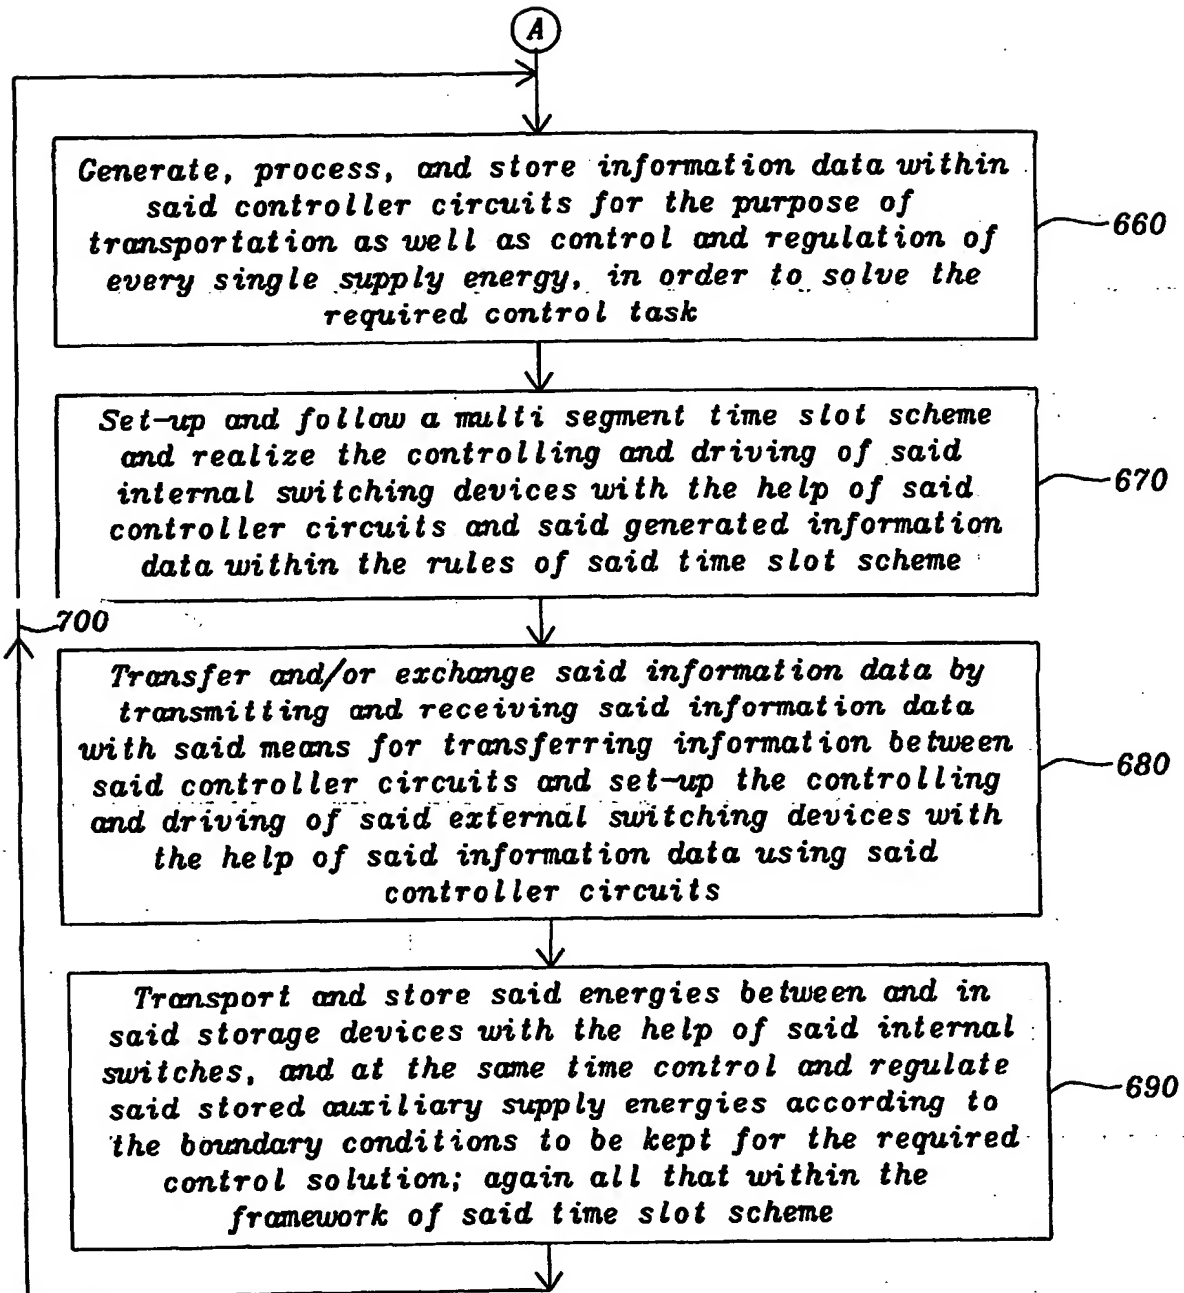 A
Generate, process, and store information data within
said controller circuits for the purpose of
transportation as well as control and regulation of
every single supply energy, in order to solve the
required control task
660
Set-up and follow a multi segment time slot scheme
and realize the controlling and driving of said
internal switching devices with the help of said
controller circuits and said generated information
data within the rules of said time slot scheme
670
700
Transfer and/or exchange said information data by
transmitting and receiving said information data
with said means for transferring information between
said controller circuits and set-up the controlling
and driving of said external switching devices with
the help of said information data using said
controller circuits
680
Transport and store said energies between and in
said storage devices with the help of said internal
switches, and at the same time control and regulate
said stored auxiliary supply energies according to
the boundary conditions to be kept for the required
control solution; again all that within the
framework of said time slot scheme
690